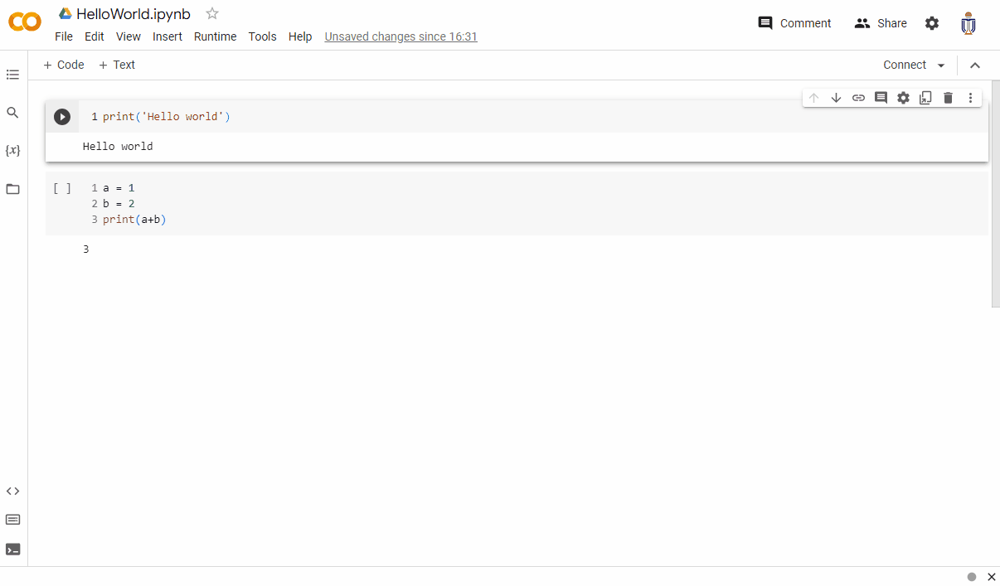 HelloWorld.ipynb
File Edit View Insert Runtime Tools Help Unsaved changes since 16:31
Comment Share
+ Code + Text
Connect
1 print('Hello world')
Hello world
[ ] 1 a = 1
2 b = 2
3 print(a+b)
3
{x}